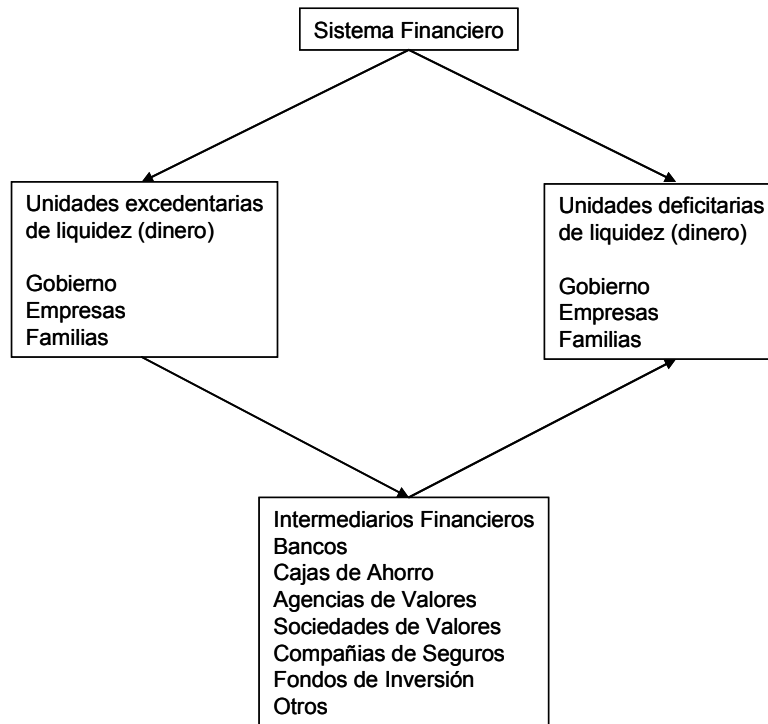 Sistema Financiero
Unidades excedentarias
de liquidez (dinero)
Gobierno
Empresas
Familias
Unidades deficitarias
de liquidez (dinero)
Gobierno
Empresas
Familias
Intermediarios Financieros
Bancos
Cajas de Ahorro
Agencias de Valores
Sociedades de Valores
Compañias de Seguros
Fondos de Inversión
Otros